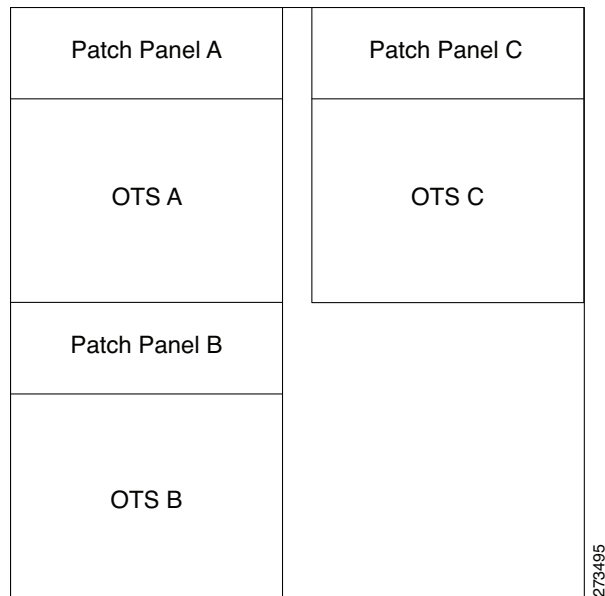 Patch Panel A
Patch Panel C
OTS A
OTS C
Patch Panel B
OTS B
273495